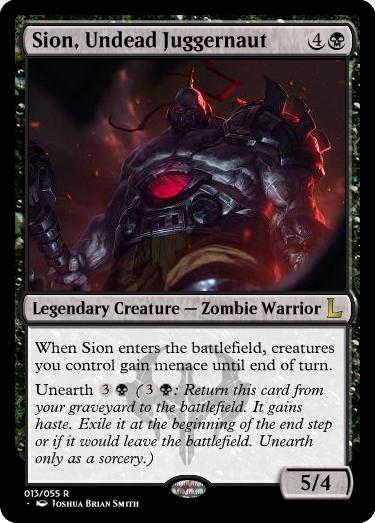 Sion, Undead Juggernaut 4
Legendary Creature — Zombie Warrior L
When Sion enters the battlefield, creatures
you control gain menace until end of turn.
Unearth 3 ( 3 : Return this card from
your graveyard to the battlefield. It gains
haste. Exile it at the beginning of the end step
or if it would leave the battlefield. Unearth
only as a sorcery.)
5/4
013/055 R
· Joshua Brian Smith